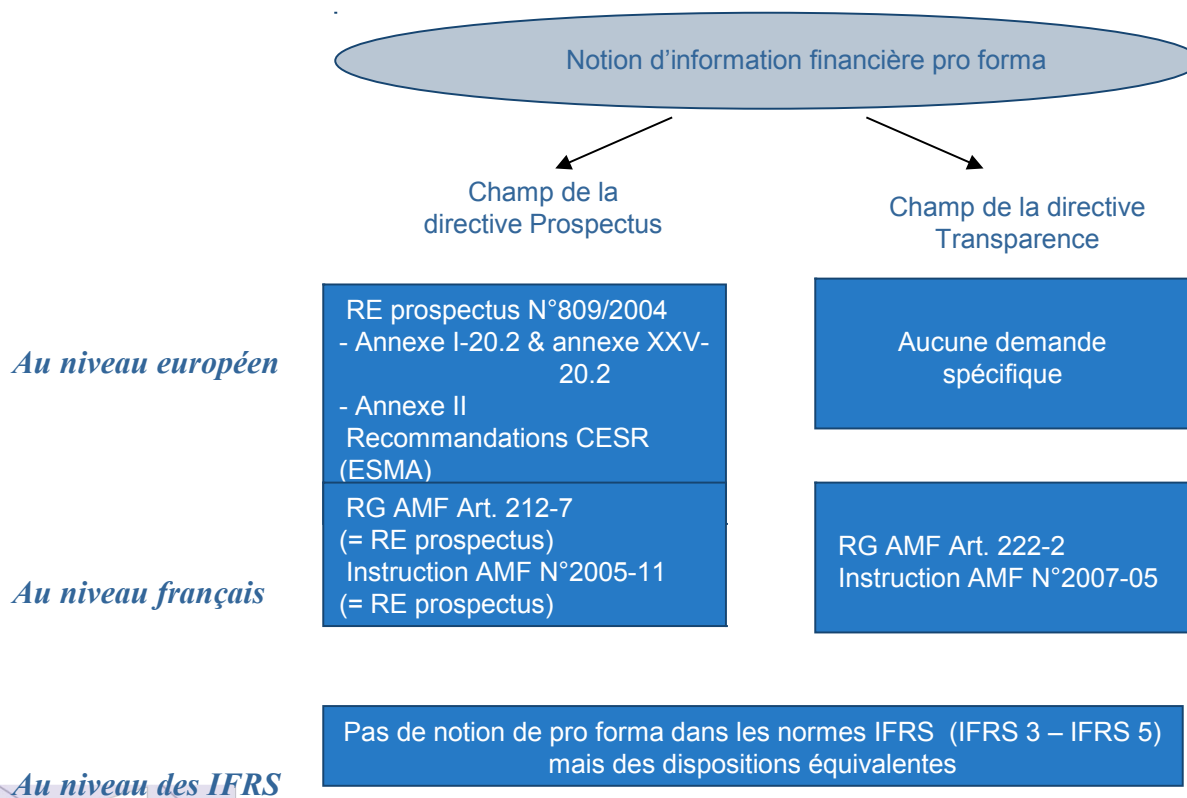 Notion d'information financière pro forma
Champ de la
directive Prospectus
Champ de la directive
Transparence
Au niveau européen
RE prospectus N°809/2004
- Annexe I-20.2 & annexe XXV-
20.2
- Annexe II
Recommandations CESR
(ESMA)
Aucune demande
spécifique
Au niveau français
RG AMF Art. 212-7
(= RE prospectus)
Instruction AMF N°2005-11
(= RE prospectus)
RG AMF Art. 222-2
Instruction AMF N°2007-05
Au niveau des IFRS
Pas de notion de pro forma dans les normes IFRS (IFRS 3 – IFRS 5)
mais des dispositions équivalentes